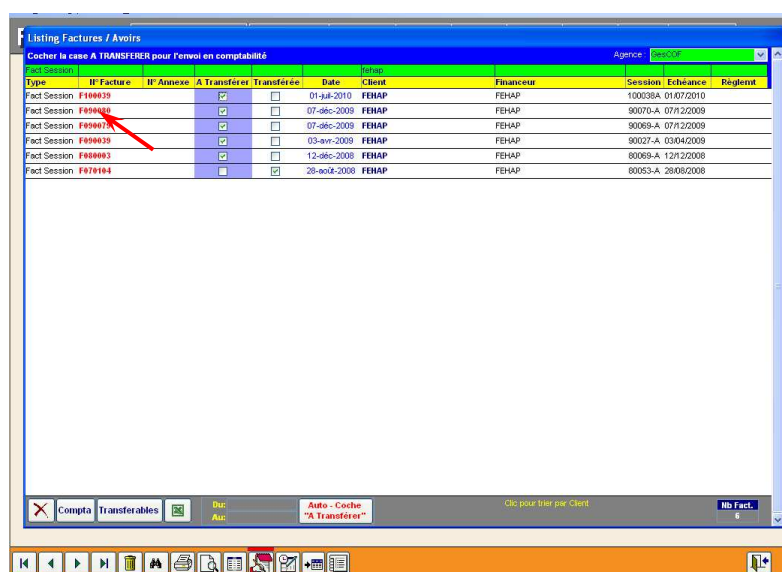 Listing Factures / Avoirs
Cocher la case A TRANSFERER pour l'envoi en comptabilité Agence: GesCOF
Fact Session fehap
Type N° Facture N° Annexe A Transférer Transférée Date Client Financeur Session Echéance Règlemt
Fact Session F100039 01-juil-2010 FEHAP FEHAP 100038A 01/07/2010
Fact Session F090080 07-déc-2009 FEHAP FEHAP 90070-A 07/12/2009
Fact Session F090079 07-déc-2009 FEHAP FEHAP 90069-A 07/12/2009
Fact Session F090039 03-avr-2009 FEHAP FEHAP 90027-A 03/04/2009
Fact Session F080003 12-déc-2008 FEHAP FEHAP 80069-A 12/12/2008
Fact Session F070104 28-août-2008 FEHAP FEHAP 80053-A 28/08/2008
Compta Transferables Du: Auto - Coche Clic pour trier par Client Nb Fact.
Au: "A Transférer" 6